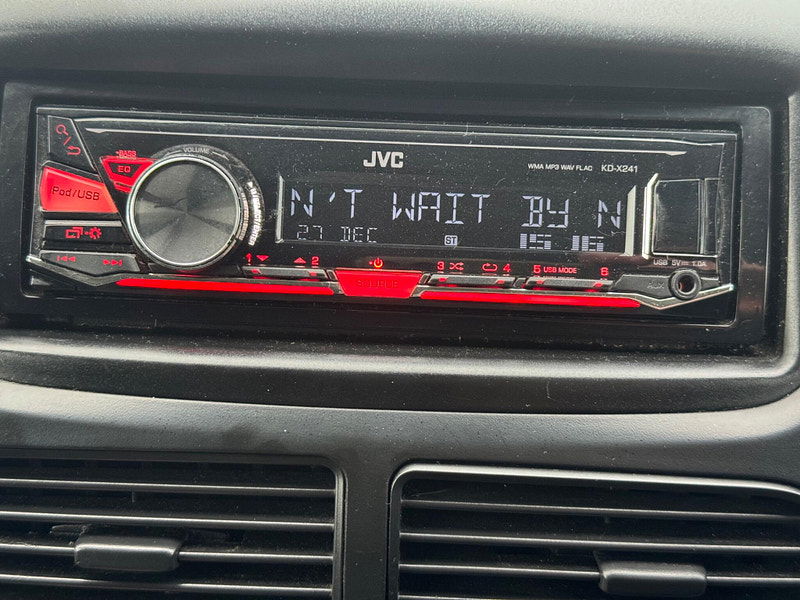 VOLUME
BASS
EQ
JVC
WMA MP3 WAV FLAC KD-X241
iPod/USB
N'T WAIT BY N
27 DEC ST 15:16
1 2 3 4 5 USB MODE 6
USB 5V 1.0A
SOURCE
AUX